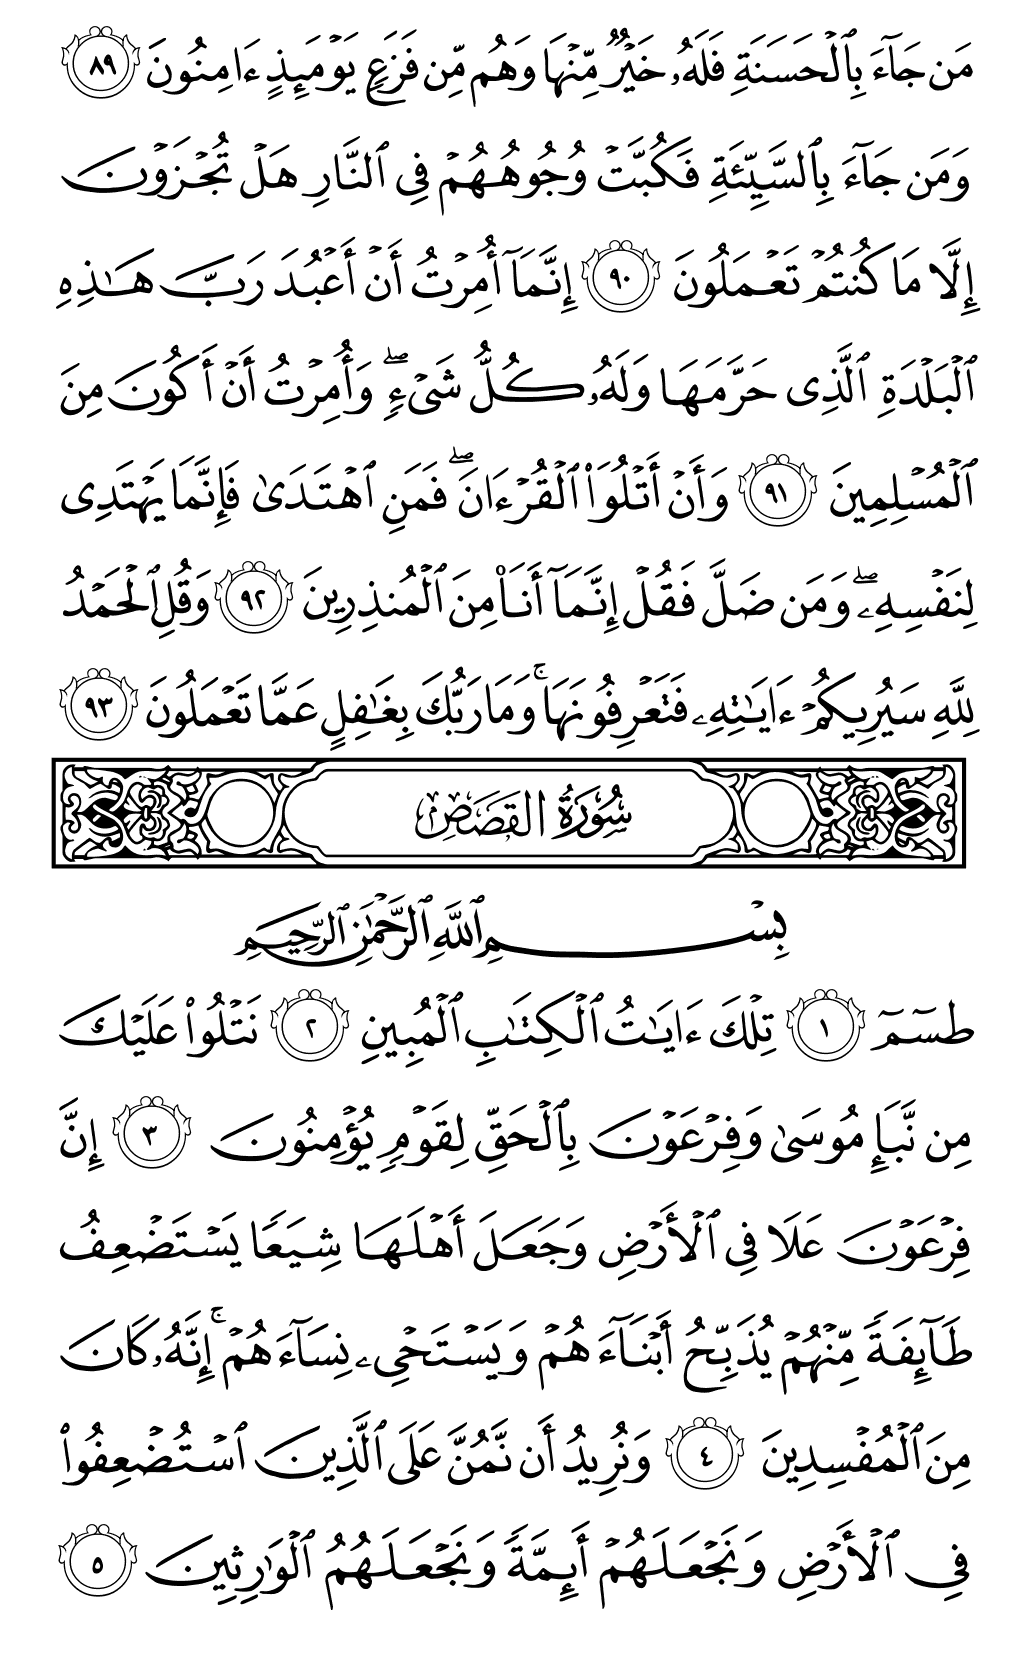 مَن جَآءَ بِٱلْحَسَنَةِ فَلَهُۥ خَيْرٌ مِّنْهَا وَهُم مِّن فَزَعٍ يَوْمَئِذٍ ءَامِنُونَ ٨٩
وَمَن جَآءَ بِٱلسَّيِّئَةِ فَكُبَّتْ وُجُوهُهُمْ فِى ٱلنَّارِ هَلْ تُجْزَوْنَ
إِلَّا مَا كُنتُمْ تَعْمَلُونَ ٩٠ إِنَّمَآ أُمِرْتُ أَنْ أَعْبُدَ رَبَّ هَٰذِهِ
ٱلْبَلْدَةِ ٱلَّذِى حَرَّمَهَا وَلَهُۥ كُلُّ شَىْءٍ ۖ وَأُمِرْتُ أَنْ أَكُونَ مِنَ
ٱلْمُسْلِمِينَ ٩١ وَأَنْ أَتْلُوَا۟ ٱلْقُرْءَانَ ۖ فَمَنِ ٱهْتَدَىٰ فَإِنَّمَا يَهْتَدِى
لِنَفْسِهِۦ ۖ وَمَن ضَلَّ فَقُلْ إِنَّمَآ أَنَا۠ مِنَ ٱلْمُنذِرِينَ ٩٢ وَقُلِ ٱلْحَمْدُ
لِلَّهِ سَيُرِيكُمْ ءَايَٰتِهِۦ فَتَعْرِفُونَهَا ۚ وَمَا رَبُّكَ بِغَٰفِلٍ عَمَّا تَعْمَلُونَ ٩٣
سُورَةُ القَصَصِ
بِسْمِ ٱللَّهِ ٱلرَّحْمَٰنِ ٱلرَّحِيمِ
طسٓمٓ ١ تِلْكَ ءَايَٰتُ ٱلْكِتَٰبِ ٱلْمُبِينِ ٢ نَتْلُوا۟ عَلَيْكَ
مِن نَّبَإِ مُوسَىٰ وَفِرْعَوْنَ بِٱلْحَقِّ لِقَوْمٍ يُؤْمِنُونَ ٣ إِنَّ
فِرْعَوْنَ عَلَا فِى ٱلْأَرْضِ وَجَعَلَ أَهْلَهَا شِيَعًا يَسْتَضْعِفُ
طَآئِفَةً مِّنْهُمْ يُذَبِّحُ أَبْنَآءَهُمْ وَيَسْتَحْىِۦ نِسَآءَهُمْ ۚ إِنَّهُۥ كَانَ
مِنَ ٱلْمُفْسِدِينَ ٤ وَنُرِيدُ أَن نَّمُنَّ عَلَى ٱلَّذِينَ ٱسْتُضْعِفُوا۟
فِى ٱلْأَرْضِ وَنَجْعَلَهُمْ أَئِمَّةً وَنَجْعَلَهُمُ ٱلْوَٰرِثِينَ ٥